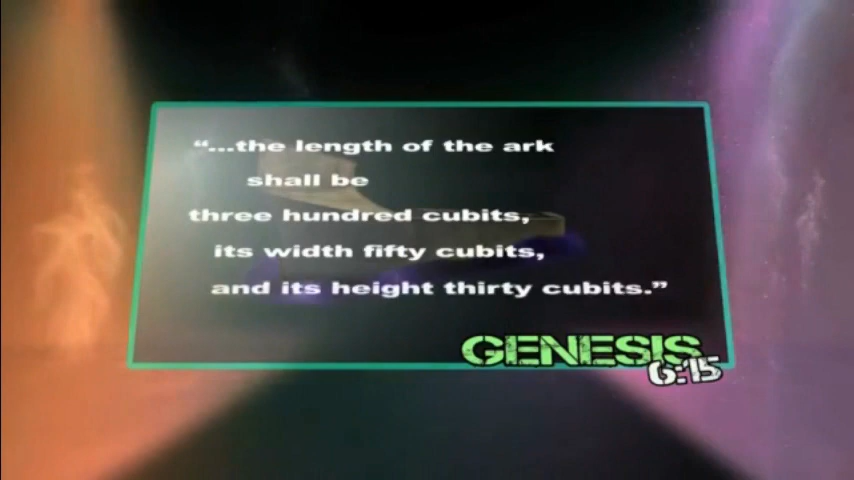 “...the length of the ark
shall be
three hundred cubits,
its width fifty cubits,
and its height thirty cubits.”
GENESIS
6:15